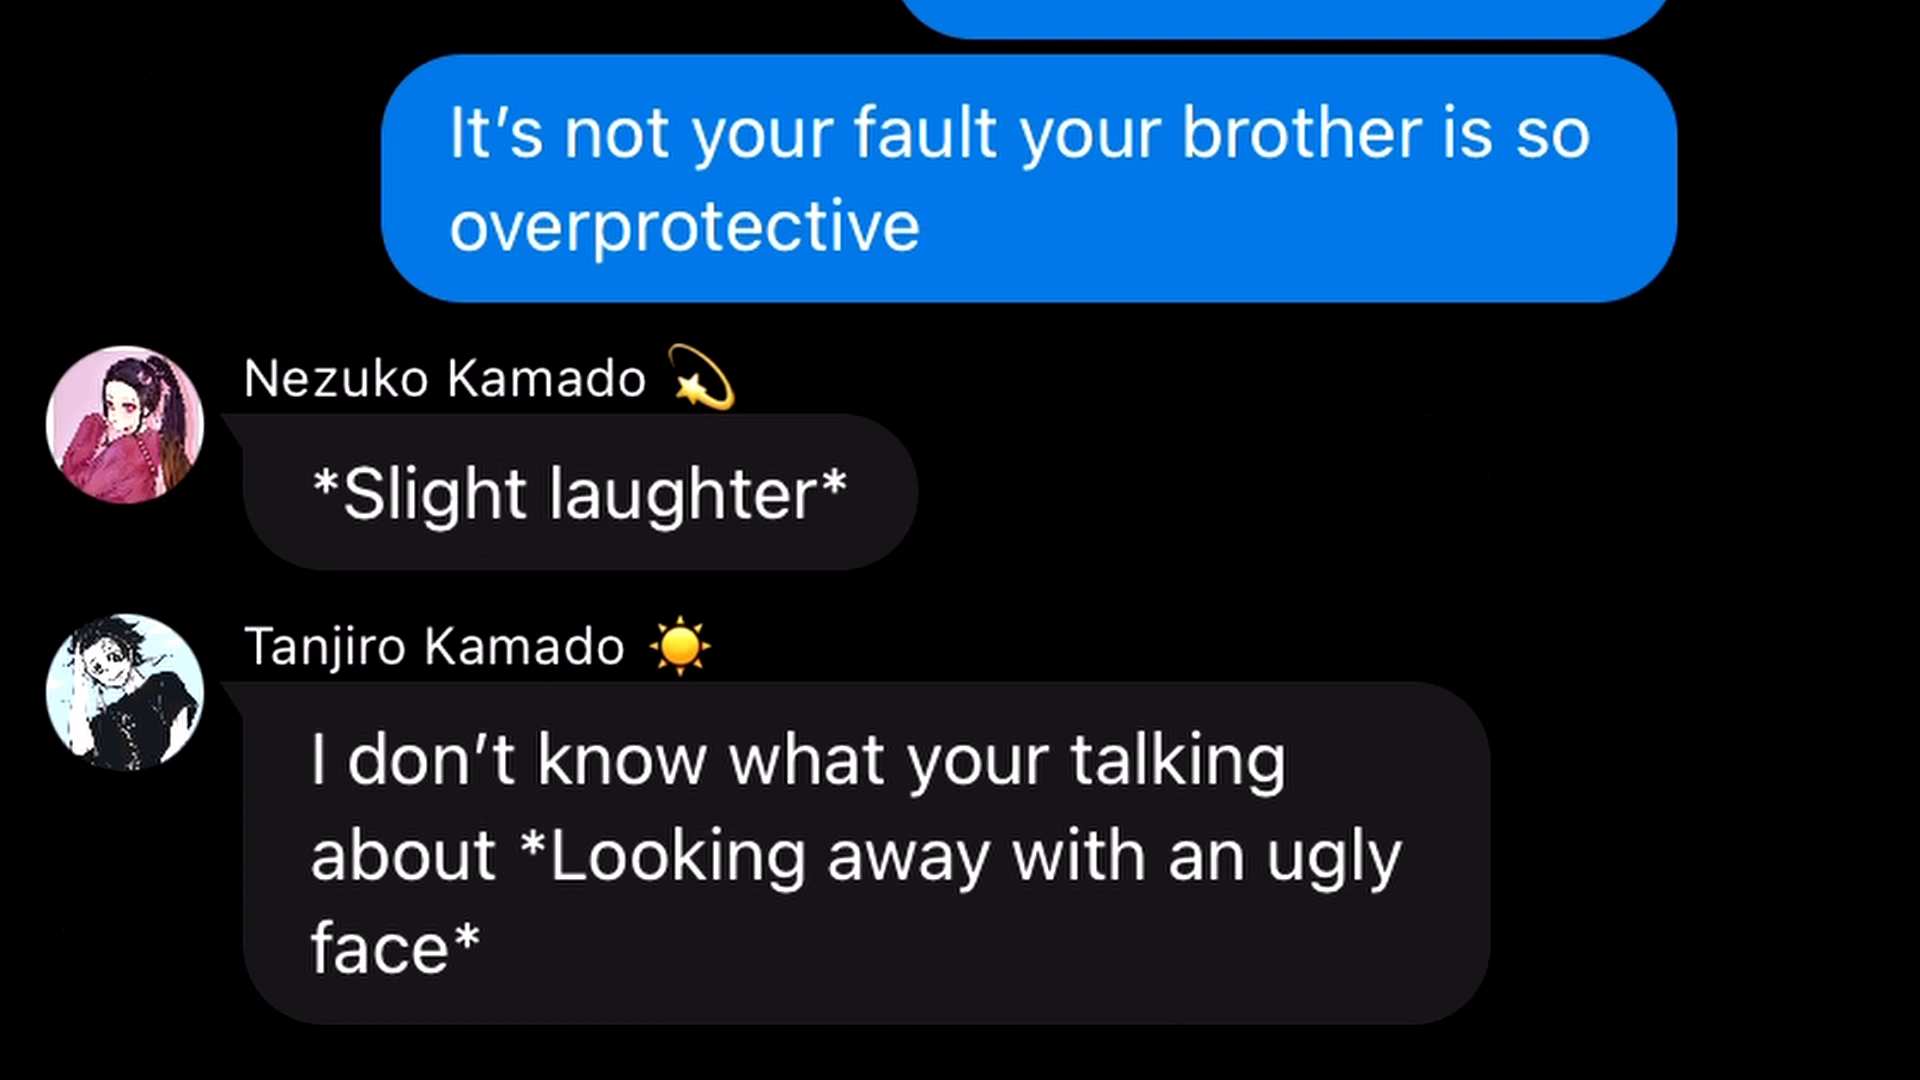 It’s not your fault your brother is so
overprotective
Nezuko Kamado 💫
*Slight laughter*
Tanjiro Kamado ☀️
I don’t know what your talking
about *Looking away with an ugly
face*